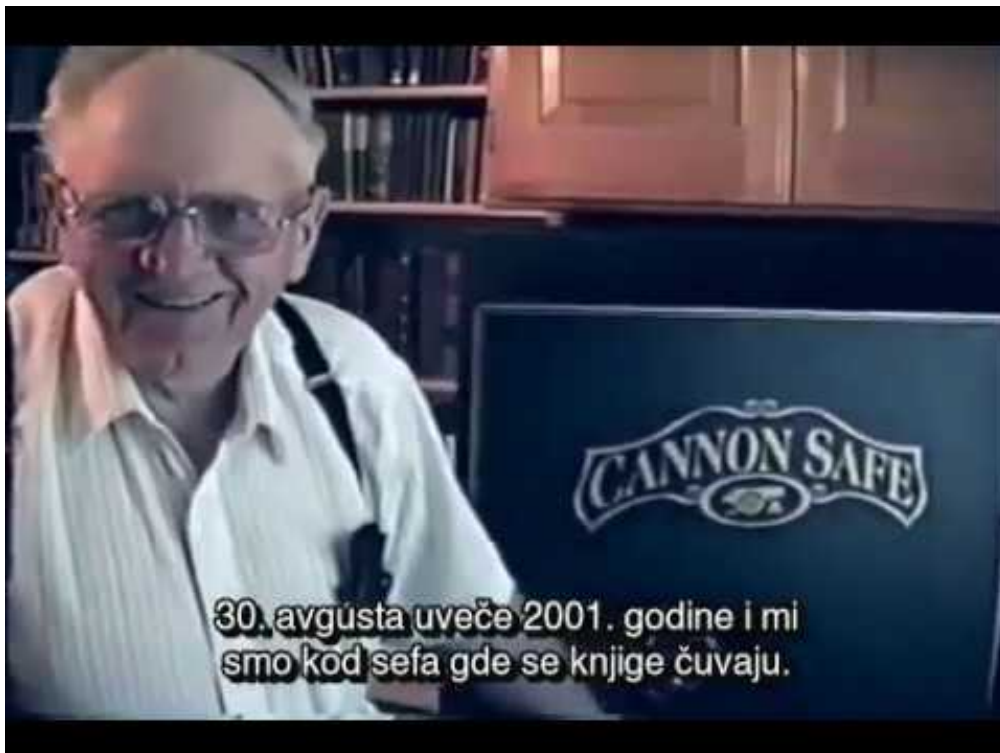 CANNON SAFE
30. avgusta uveče 2001. godine i mi
smo kod sefa gde se knjige čuvaju.